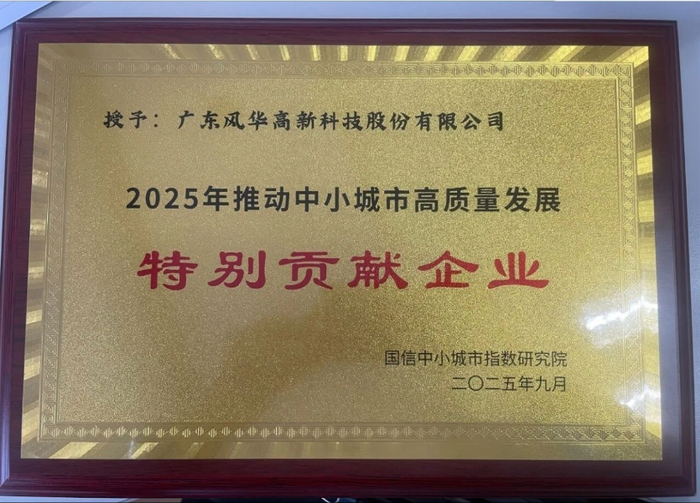 授予：广东风华高新科技股份有限公司
2025年推动中小城市高质量发展
特别贡献企业
国信中小城市指数研究院
二〇二五年九月